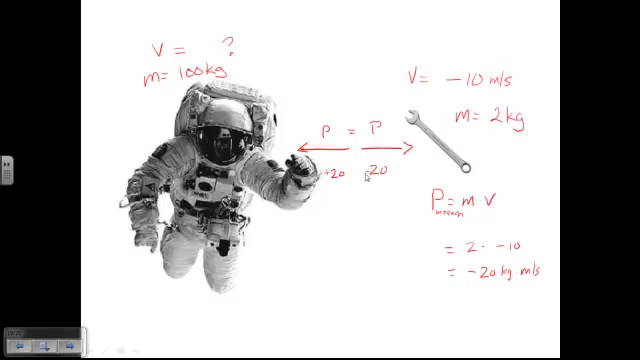 V = ?
m = 100kg
V = -10 m/s
m = 2kg
P = P
+20 -20
P wrench = m V
= 2 · -10
= -20 kg m/s